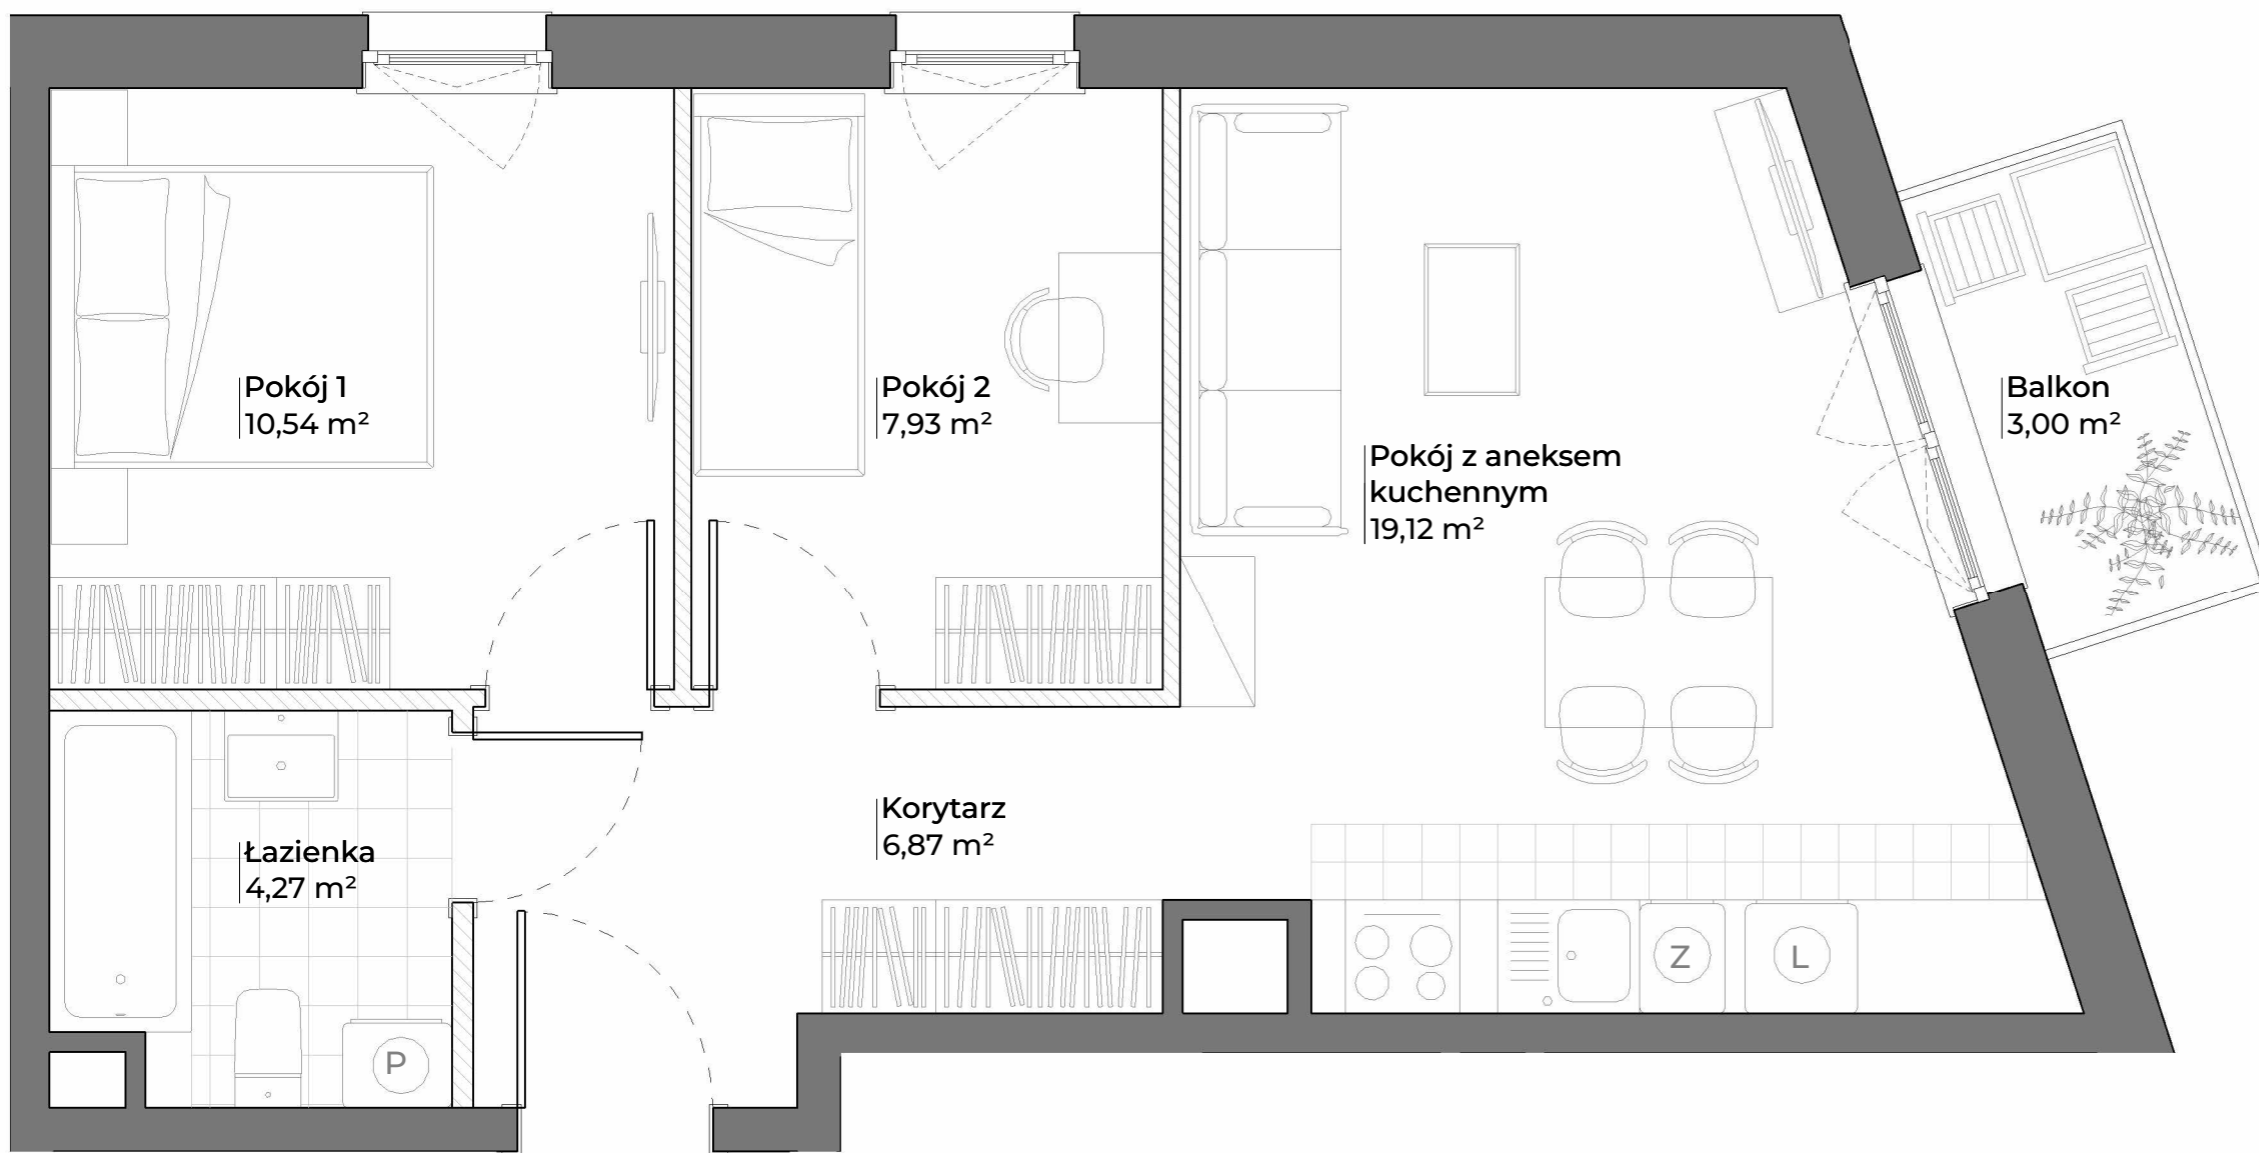 Pokój 1
10,54 m²
Pokój 2
7,93 m²
Pokój z aneksem
kuchennym
19,12 m²
Balkon
3,00 m²
Łazienka
4,27 m²
Korytarz
6,87 m²
Z
L
P